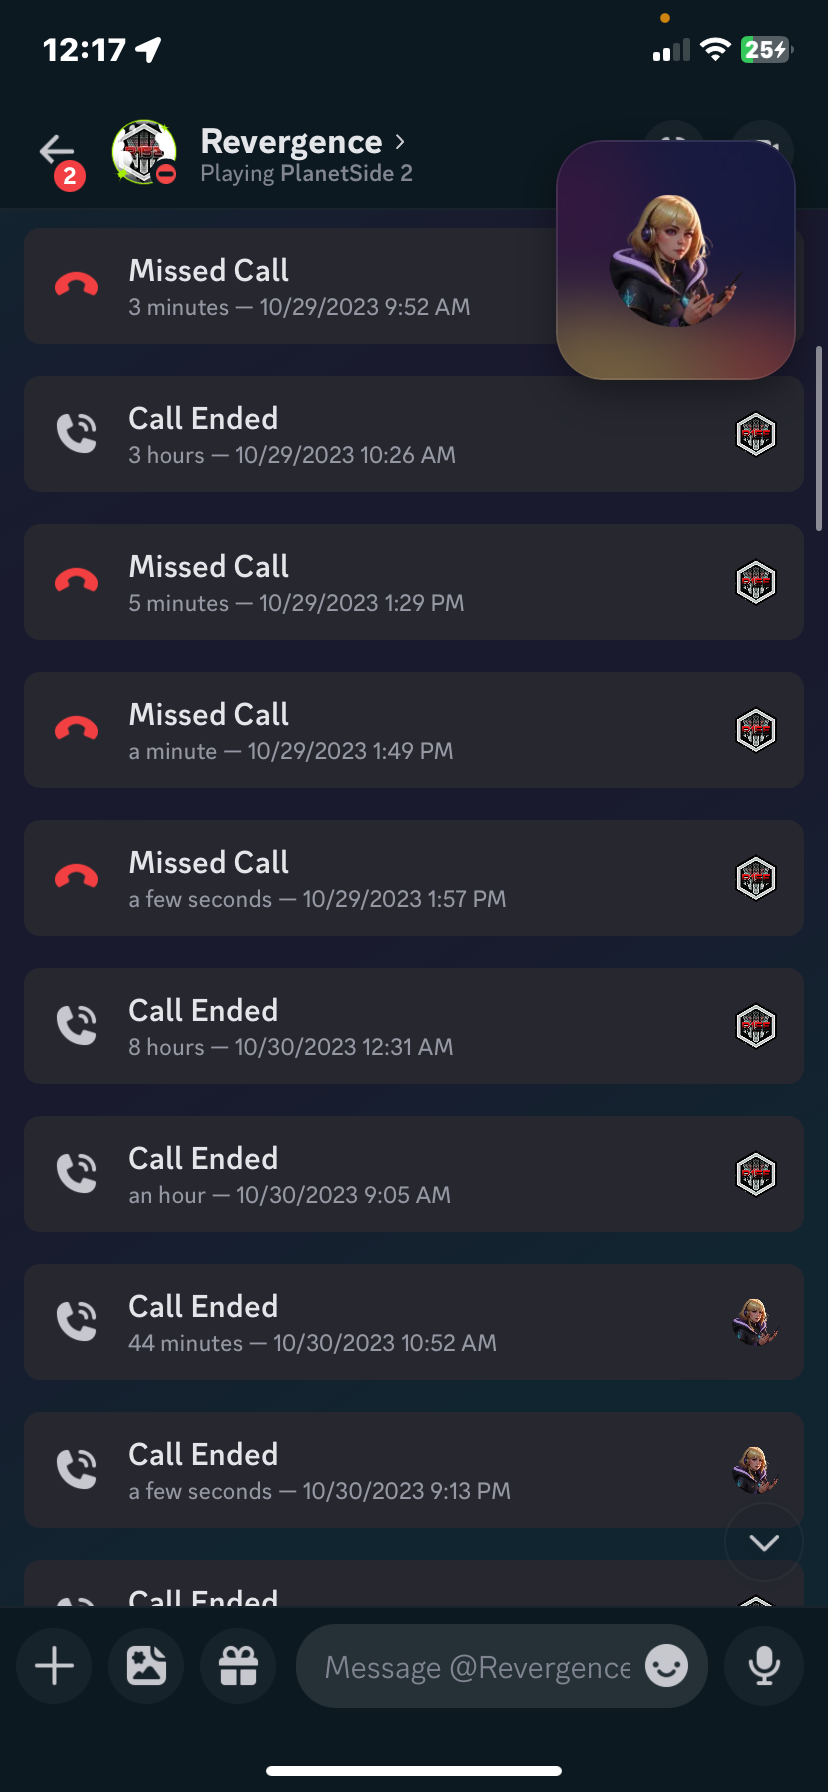 12:17
25
Revergence
2
Playing PlanetSide 2
Missed Call
3 minutes — 10/29/2023 9:52 AM
Call Ended
3 hours — 10/29/2023 10:26 AM
Missed Call
5 minutes — 10/29/2023 1:29 PM
Missed Call
a minute — 10/29/2023 1:49 PM
Missed Call
a few seconds — 10/29/2023 1:57 PM
Call Ended
8 hours — 10/30/2023 12:31 AM
Call Ended
an hour — 10/30/2023 9:05 AM
Call Ended
44 minutes — 10/30/2023 10:52 AM
Call Ended
a few seconds — 10/30/2023 9:13 PM
Call Ended
Message @Revergence